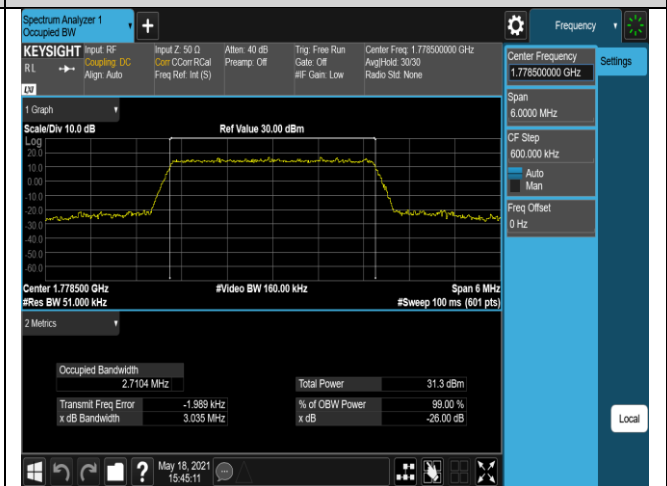 Spectrum Analyzer 1
Occupied BW
+
Frequency
KEYSIGHT
RL
LXI
Input: RF
Coupling: DC
Align: Auto
Input Z: 50 Ω
Corr CCorr RCal
Freq Ref: Int (S)
Atten: 40 dB
Preamp: Off
Trig: Free Run
Gate: Off
#IF Gain: Low
Center Freq: 1.778500000 GHz
Avg|Hold: 30/30
Radio Std: None
Center Frequency
1.778500000 GHz
Settings
Span
6.0000 MHz
CF Step
600.000 kHz
Auto
Man
Freq Offset
0 Hz
1 Graph
Scale/Div 10.0 dB
Ref Value 30.00 dBm
Log
20.0
10.0
0.00
-10.0
-20.0
-30.0
-40.0
-50.0
-60.0
Center 1.778500 GHz
#Video BW 160.00 kHz
Span 6 MHz
#Res BW 51.000 kHz
#Sweep 100 ms (601 pts)
2 Metrics
Occupied Bandwidth
2.7104 MHz
Total Power 31.3 dBm
Transmit Freq Error -1.989 kHz
% of OBW Power 99.00 %
x dB Bandwidth 3.035 MHz
x dB -26.00 dB
Local
?
May 18, 2021
15:45:11